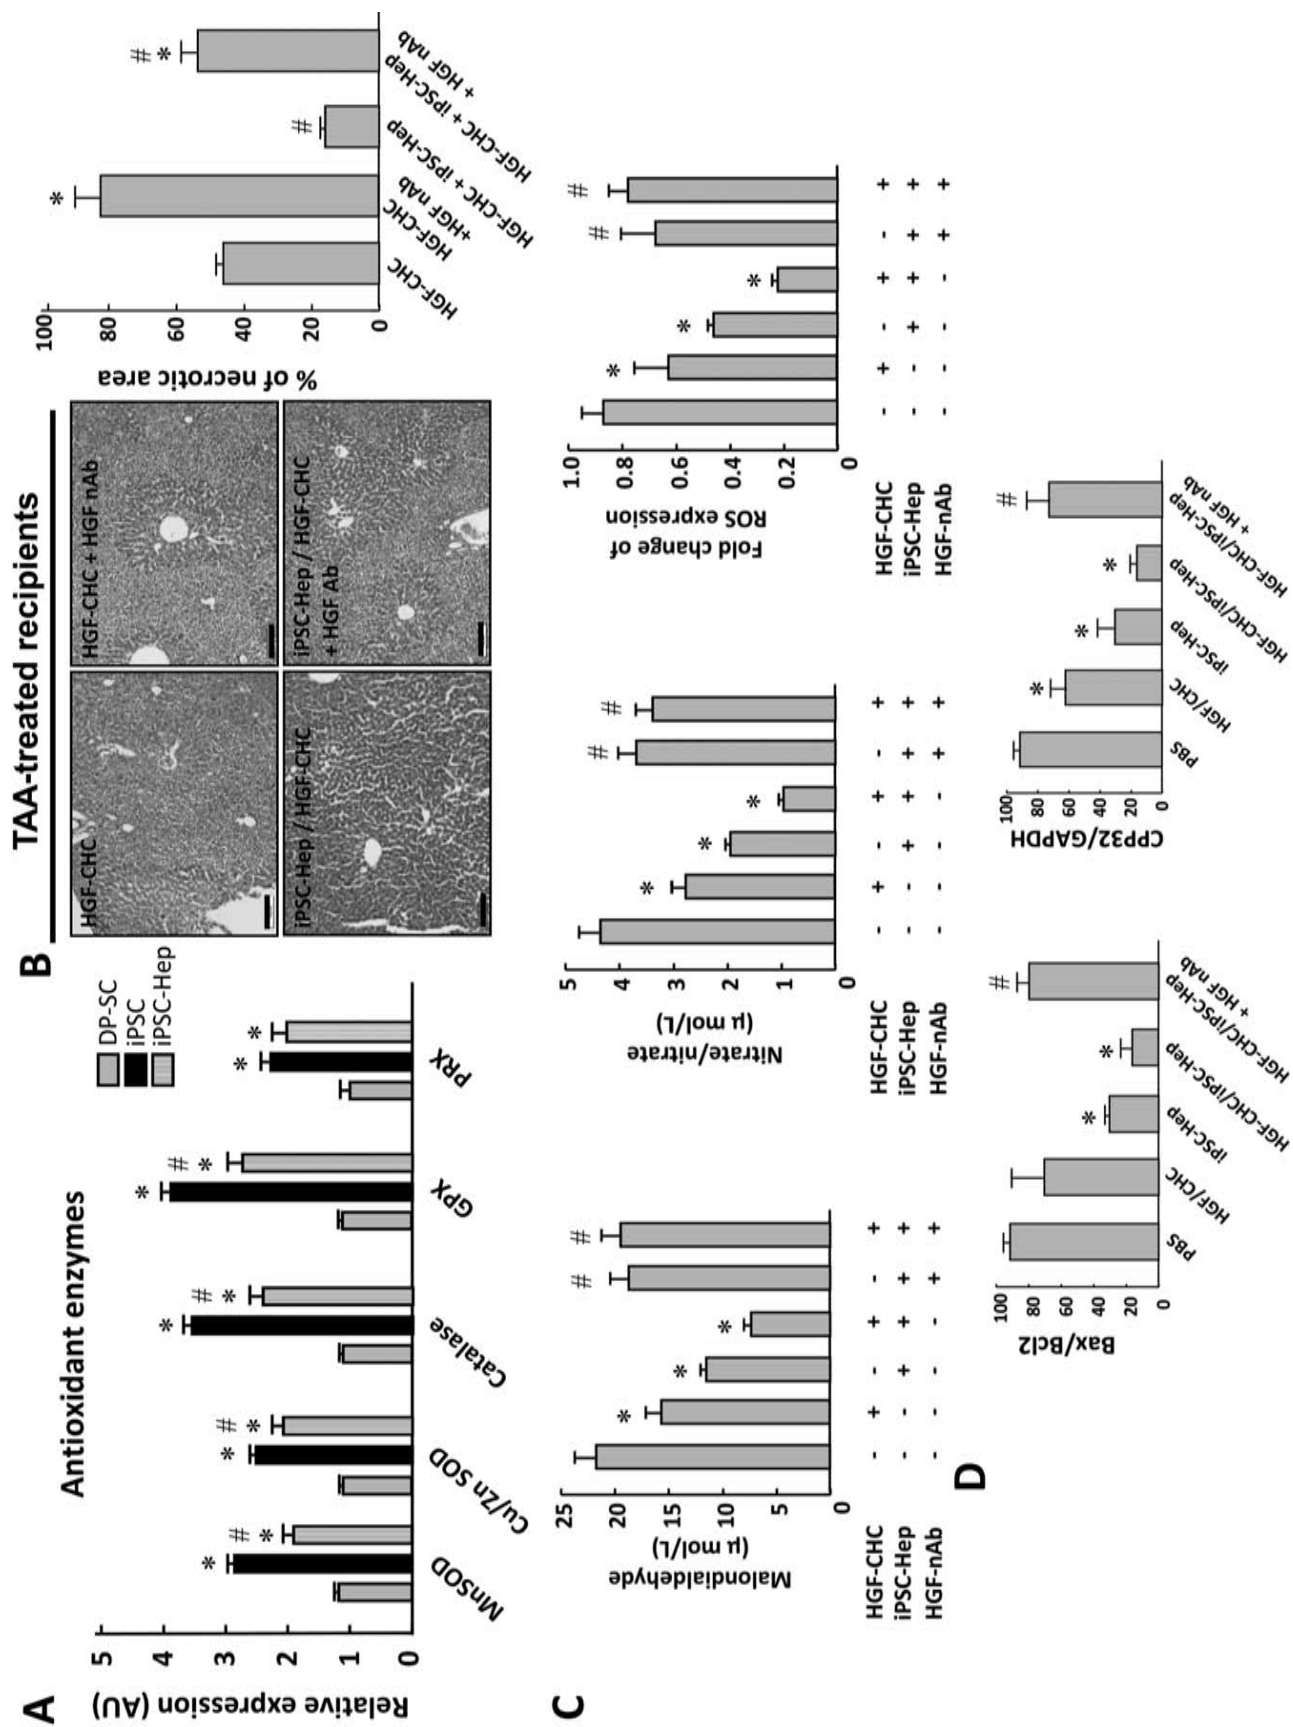 A
Antioxidant enzymes
DP-SC
iPSC
iPSC-Hep
Relative expression (AU)
5
4
3
2
1
0
* # *
* # *
* # *
* # *
* *
MnSOD
Cu/Zn SOD
Catalase
GPX
PRX
B
TAA-treated recipients
HGF-CHC
HGF-CHC + HGF nAb
iPSC-Hep / HGF-CHC
iPSC-Hep / HGF-CHC
+ HGF Ab
% of necrotic area
100
80
60
40
20
0
*
#
# *
HGF-CHC
HGF-CHC
+HGF nAb
HGF-CHC + iPSC-Hep
HGF-CHC + iPSC-Hep
+ HGF nAb
C
Malondialdehyde
(μ mol/L)
25
20
15
10
5
0
* * * # #
HGF-CHC - + - + - +
iPSC-Hep - - + + + +
HGF-nAb - - - - + +
Nitrate/nitrate
(μ mol/L)
5
4
3
2
1
0
* * * # #
HGF-CHC - + - + - +
iPSC-Hep - - + + + +
HGF-nAb - - - - + +
Fold change of
ROS expression
1.0
0.8
0.6
0.4
0.2
0
* * * # #
HGF-CHC - + - + - +
iPSC-Hep - - + + + +
HGF-nAb - - - - + +
D
Bax/Bcl2
100
80
60
40
20
0
* * #
PBS
HGF/CHC
iPSC-Hep
HGF-CHC/iPSC-Hep
HGF-CHC/iPSC-Hep
+ HGF nAb
CPP32/GAPDH
100
80
60
40
20
0
* * * #
PBS
HGF/CHC
iPSC-Hep
HGF-CHC/iPSC-Hep
HGF-CHC/iPSC-Hep
+ HGF nAb